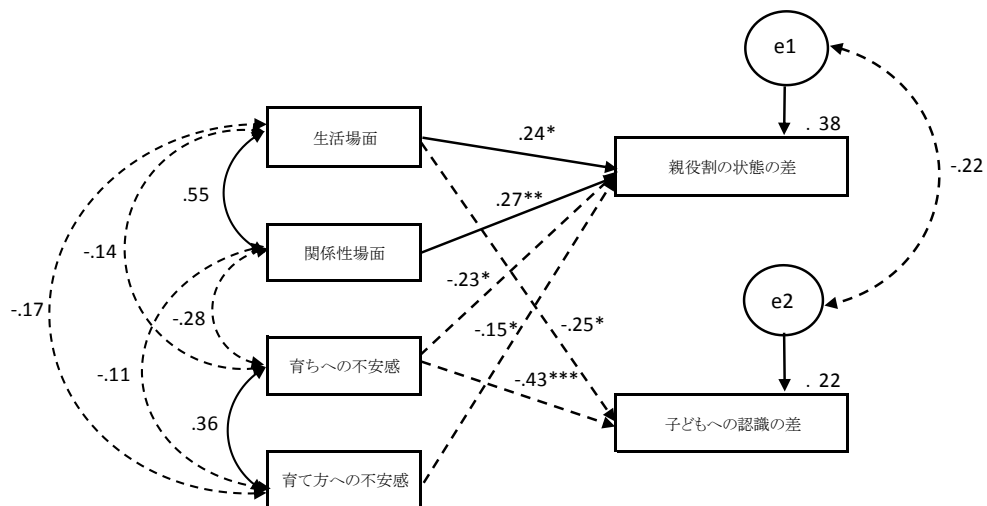 e1
. 38
生活場面
.24*
親役割の状態の差
-.22
.55
.27**
関係性場面
-.14
-.23*
e2
-.17
-.28
-.15*
-.25*
育ちへの不安感
-.11
-.43***
. 22
.36
子どもへの認識の差
育て方への不安感